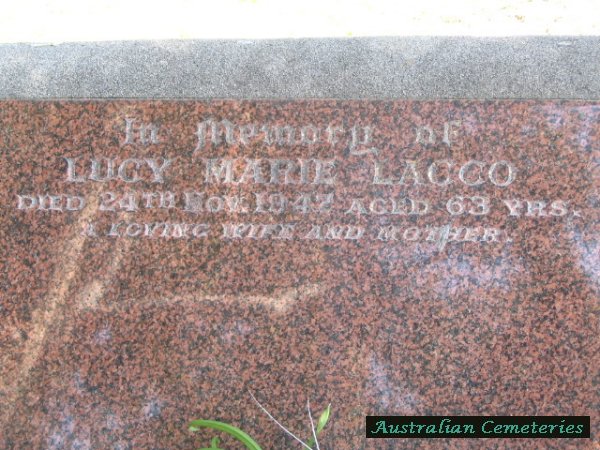 In Memory of
LUCY MARIE LACCO
DIED 24TH NOV. 1947 AGED 63 YRS.
A LOVING WIFE AND MOTHER.
Australian Cemeteries